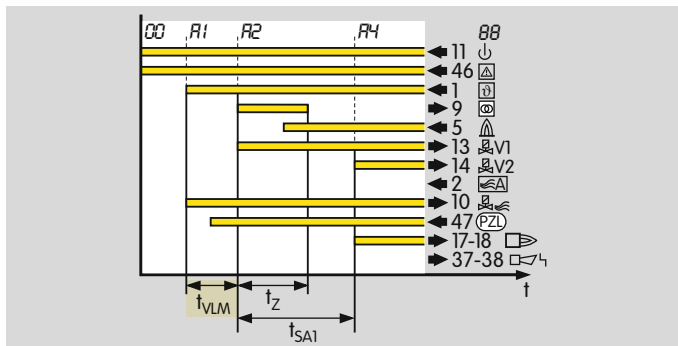 00 A1 A2 A4 88
11
46
1 ϑ
9
5
13 V1
14 V2
2 A
10
47 PZL
17-18
37-38
t
tVLM tZ
tSA1